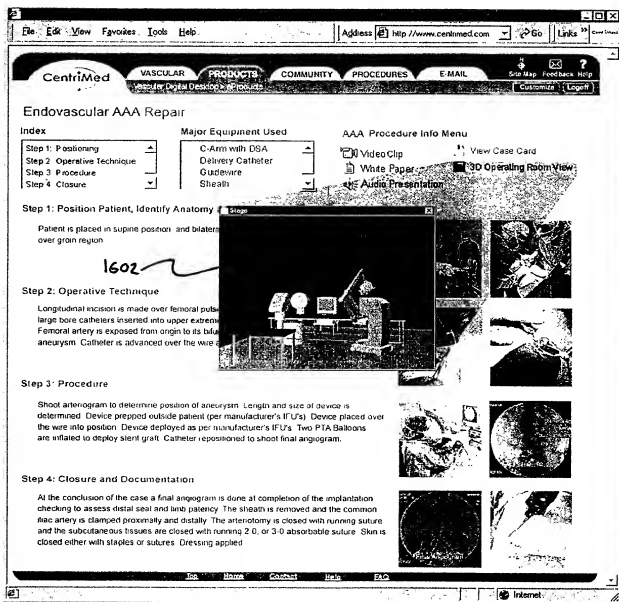 File Edit View Favorites Tools Help
Address http://www.centrimed.com Go Links
CentriMed VASCULAR PRODUCTS COMMUNITY PROCEDURES E-MAIL Site Map Feedback Help
Vascular Digital Desktop > eProducts Customize Logoff
Endovascular AAA Repair
Index Major Equipment Used AAA Procedure Info Menu
Step 1: Positioning C-Arm with DSA Video Clip View Case Card
Step 2 Operative Technique Delivery Catheter White Paper 3D Operating Room View
Step 3 Procedure Guidewire Audio Presentation
Step 4 Closure Sheath
Step 1: Position Patient, Identify Anatomy
Stage
Patient is placed in supine position and bilatera
over groin region
1602
Step 2: Operative Technique
Longitudinal incision is made over femoral puls
large bore catheters inserted into upper extrem
Femoral artery is exposed from origin to its bifu
aneurysm Catheter is advanced over the wire a
Step 3: Procedure
Shoot arteriogram to determine position of aneurysm Length and size of device is
determined Device prepped outside patient (per manufacturer's IFU's) Device placed over
the wire into position Device deployed as per manufacturer's IFU's Two PTA Balloons
are inflated to deploy stent graft Catheter repositioned to shoot final angiogram.
Step 4: Closure and Documentation
At the conclusion of the case a final angiogram is done at completion of the implantation
checking to assess distal seal and limb patency The sheath is removed and the common
iliac artery is clamped proximally and distally The arteriotomy is closed with running suture
and the subcutaneous tissues are closed with running 2 0, or 3-0 absorbable suture Skin is
closed either with staples or sutures Dressing applied
Final Angiogram
Top Home Contact Help FAQ
Internet